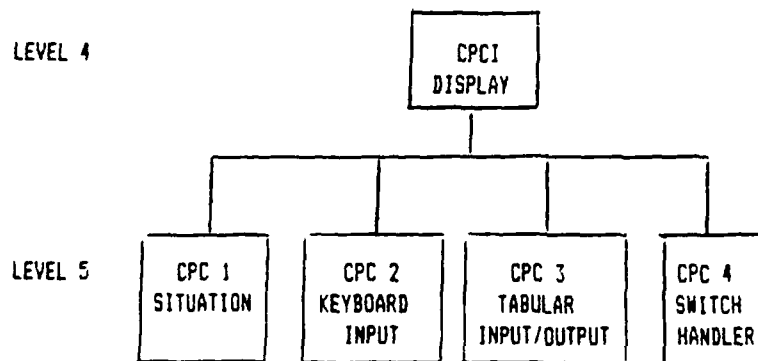 LEVEL 4
CPCI
DISPLAY
LEVEL 5
CPC 1
SITUATION
CPC 2
KEYBOARD
INPUT
CPC 3
TABULAR
INPUT/OUTPUT
CPC 4
SWITCH
HANDLER